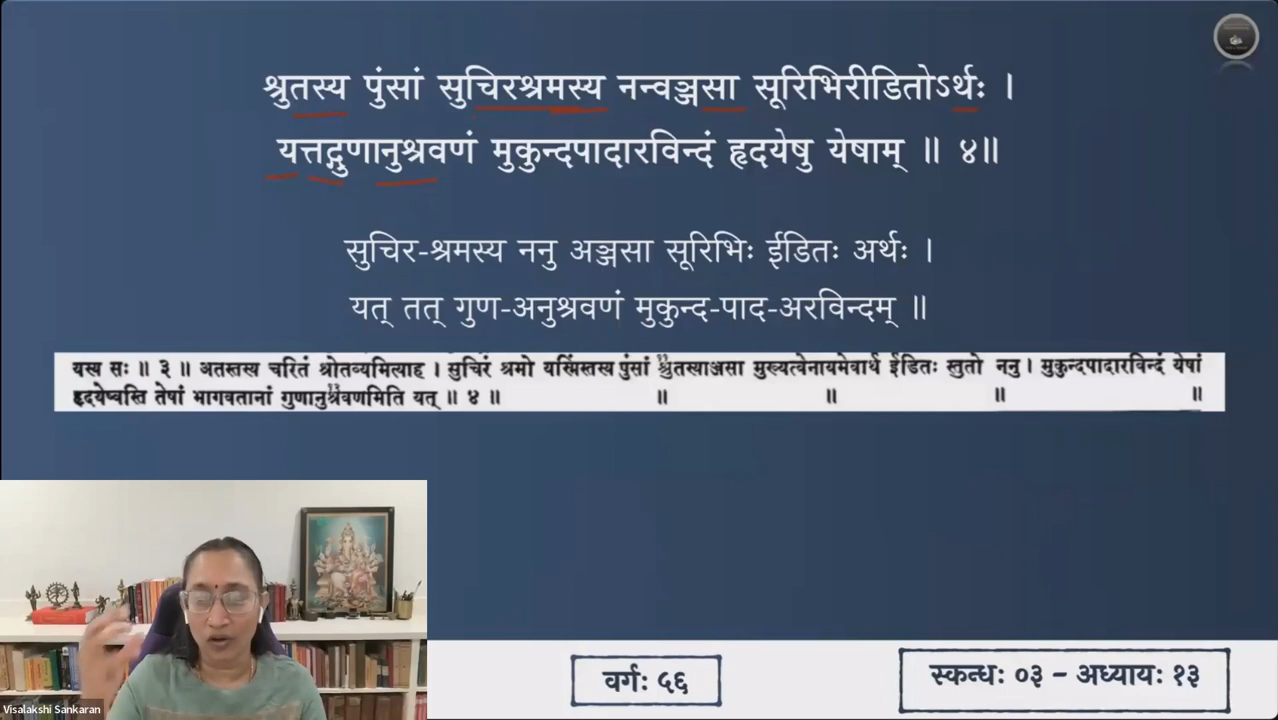 श्रुतस्य पुंसां सुचिरश्रमस्य नन्वञ्जसा सूरिभिरीडितोऽर्थः ।
यत्तद्गुणानुश्रवणं मुकुन्दपादारविन्दं हृदयेषु येषाम् ॥ ४॥
सुचिर-श्रमस्य ननु अञ्जसा सूरिभिः ईडितः अर्थः ।
यत् तत् गुण-अनुश्रवणं मुकुन्द-पाद-अरविन्दम् ॥
यस्य सः ॥ ३ ॥ अतस्तस्य चरितं श्रोतव्यमित्याह । सुचिरं श्रमो यस्मिंस्तस्य पुंसां श्रुतस्याञ्जसा मुख्यत्वेनायमेवार्थ ईडितः स्तुतो ननु । मुकुन्दपादारविन्दं येषां
हृदयेष्वस्ति तेषां भागवतानां गुणानुश्रवणमिति यत् ॥ ४ ॥ ॥ ॥ ॥ ॥
वर्गः ५६
स्कन्धः ०३ – अध्यायः १३
Visalakshi Sankaran